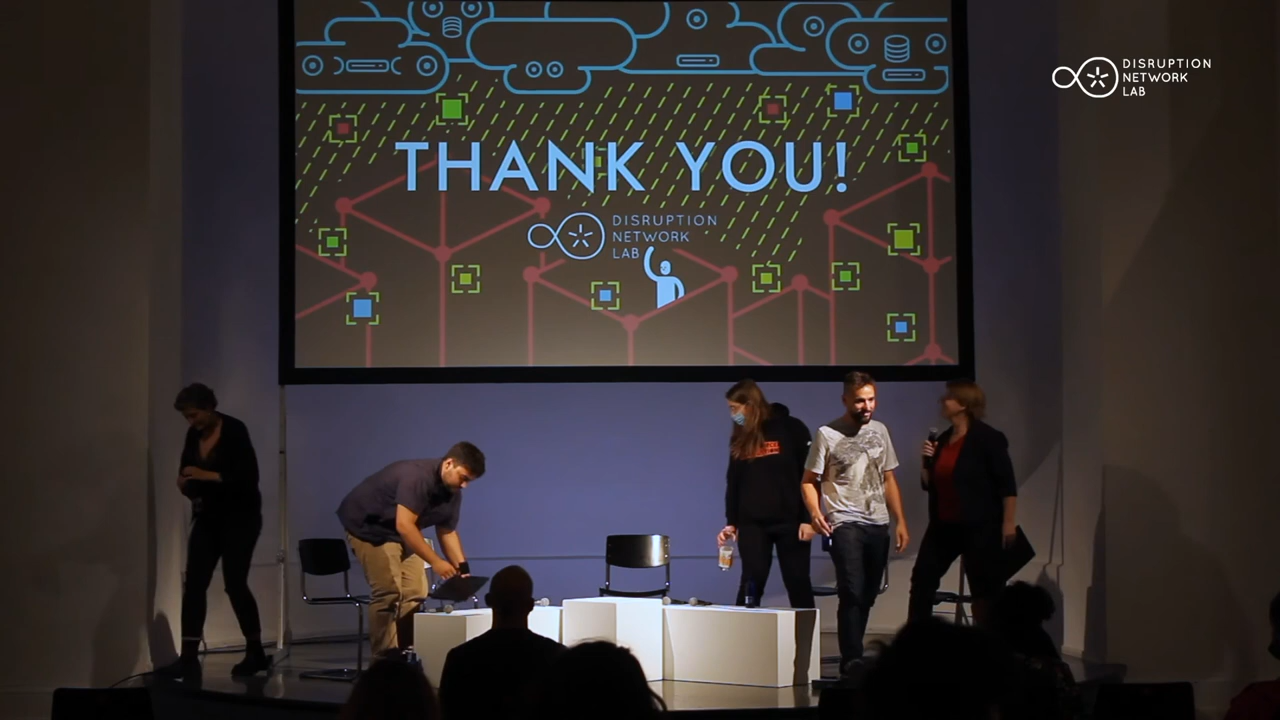 THANK YOU!
DISRUPTION
NETWORK
LAB
DISRUPTION
NETWORK
LAB